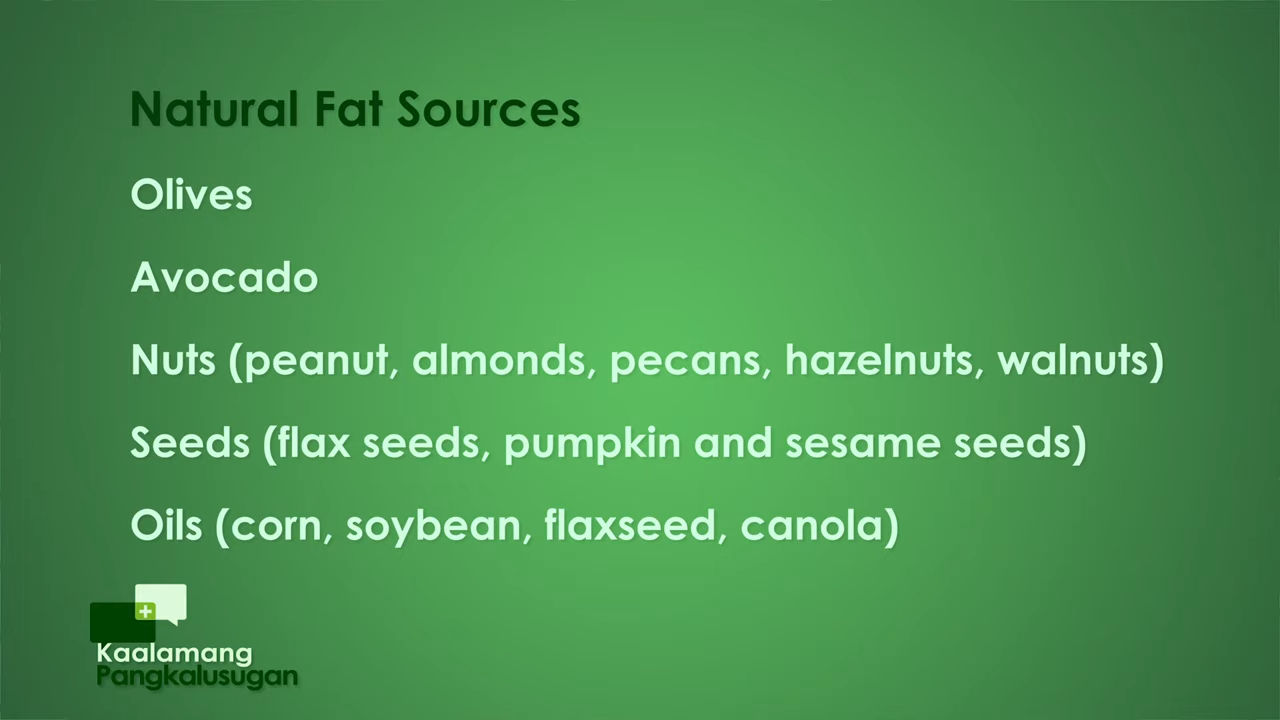 Natural Fat Sources
Olives
Avocado
Nuts (peanut, almonds, pecans, hazelnuts, walnuts)
Seeds (flax seeds, pumpkin and sesame seeds)
Oils (corn, soybean, flaxseed, canola)
Kaalamang
Pangkalusugan